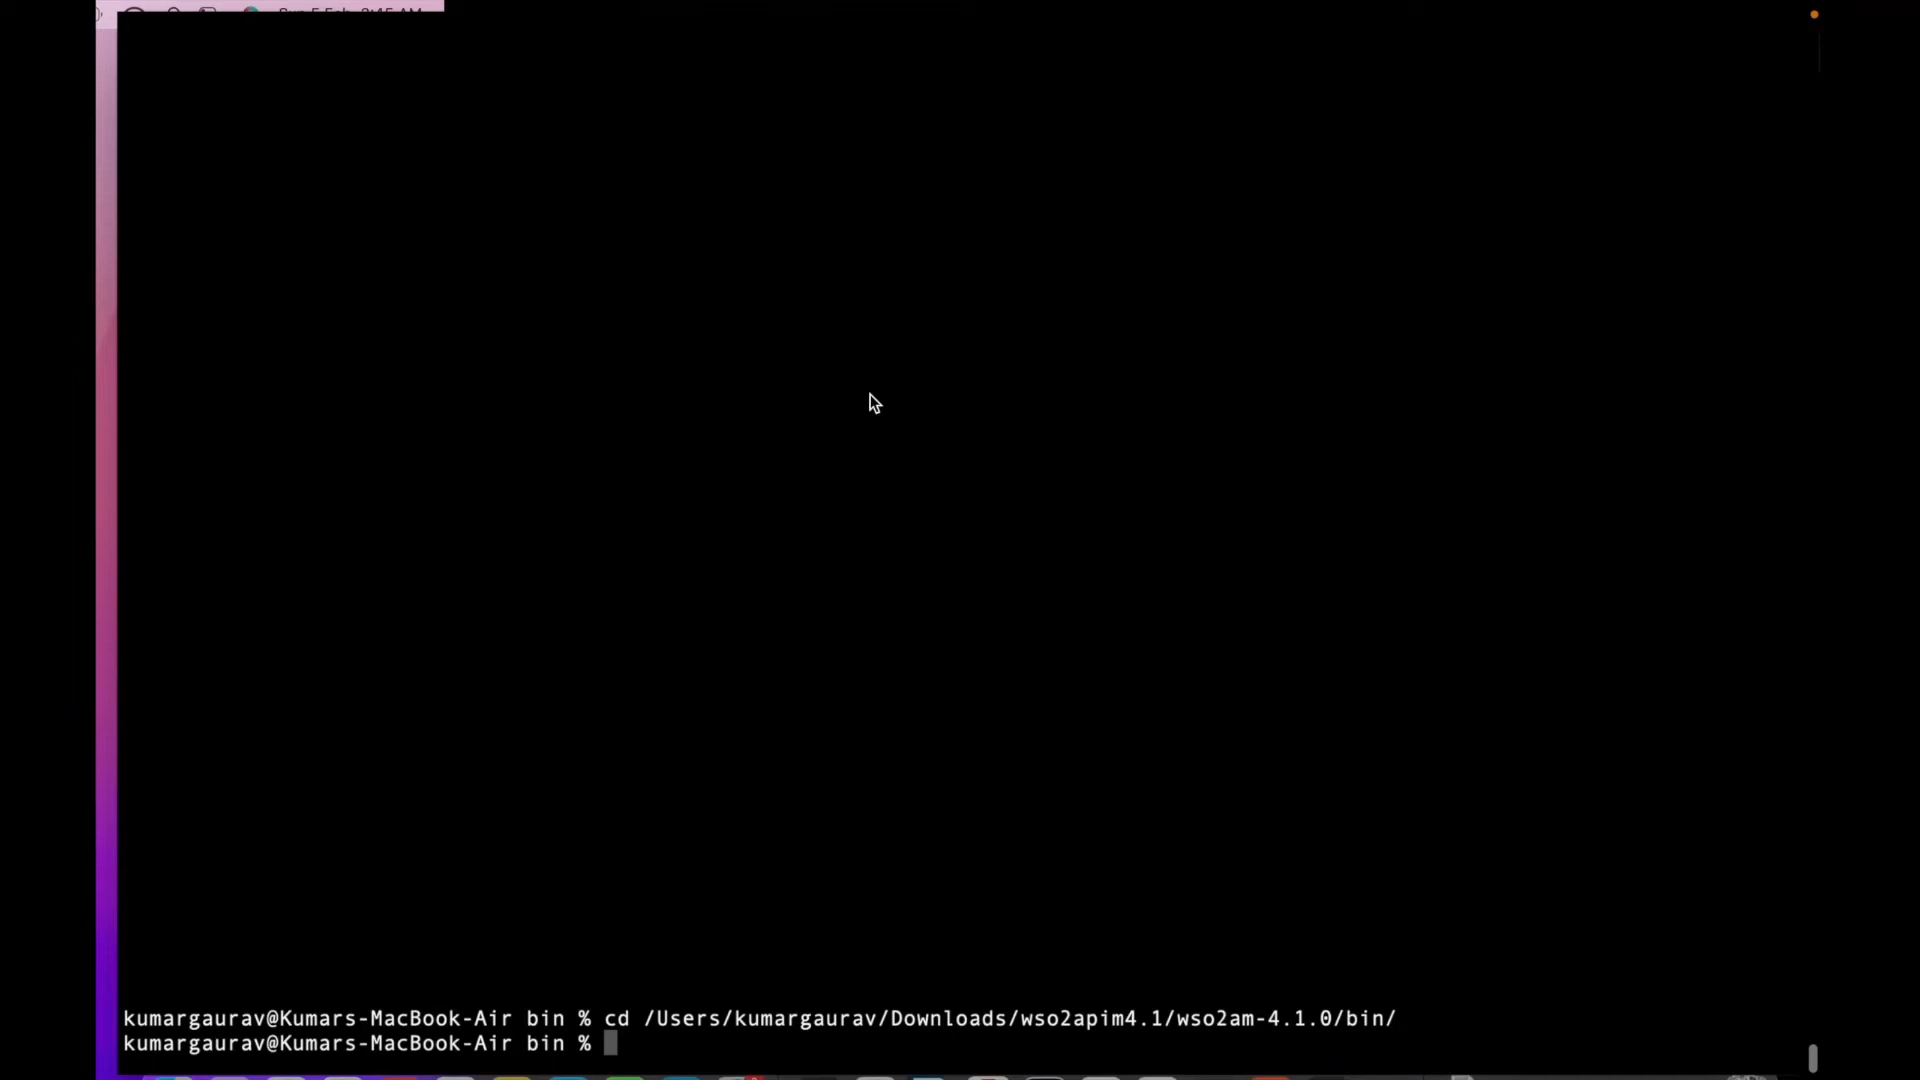 kumargaurav@Kumars-MacBook-Air bin % cd /Users/kumargaurav/Downloads/wso2apim4.1/wso2am-4.1.0/bin/
kumargaurav@Kumars-MacBook-Air bin %